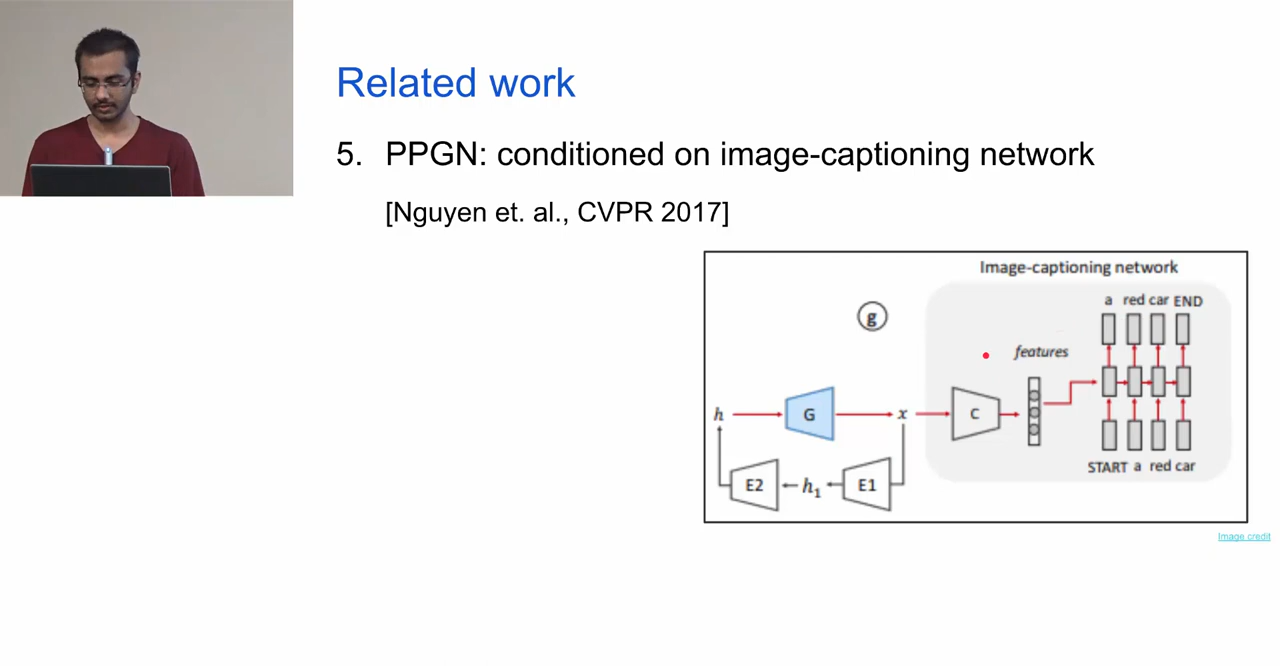 Related work
5. PPGN: conditioned on image-captioning network
[Nguyen et. al., CVPR 2017]
Image-captioning network
a red car END
g
features
h G x C
START a red car
E2 h1 E1
Image credit